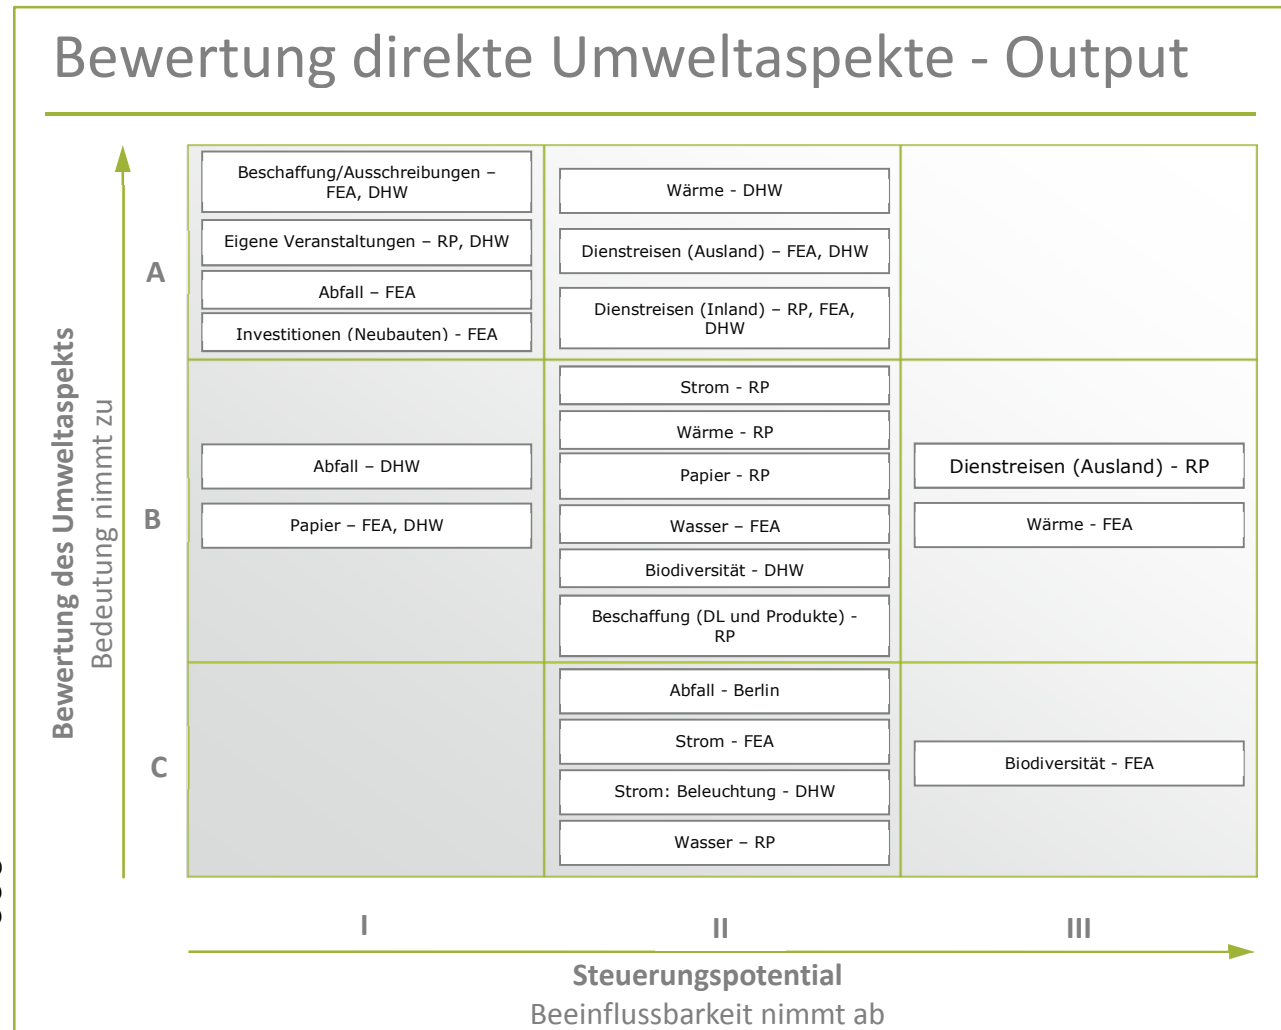 Bewertung direkte Umweltaspekte - Output
Bewertung des Umweltaspekts
Bedeutung nimmt zu
A
Beschaffung/Ausschreibungen –
FEA, DHW
Eigene Veranstaltungen – RP, DHW
Abfall – FEA
Investitionen (Neubauten) - FEA
Wärme - DHW
Dienstreisen (Ausland) – FEA, DHW
Dienstreisen (Inland) – RP, FEA,
DHW
B
Abfall – DHW
Papier – FEA, DHW
Strom - RP
Wärme - RP
Papier - RP
Wasser – FEA
Biodiversität - DHW
Beschaffung (DL und Produkte) -
RP
Dienstreisen (Ausland) - RP
Wärme - FEA
C
Abfall - Berlin
Strom - FEA
Strom: Beleuchtung - DHW
Wasser – RP
Biodiversität - FEA
I
II
III
Steuerungspotential
Beeinflussbarkeit nimmt ab